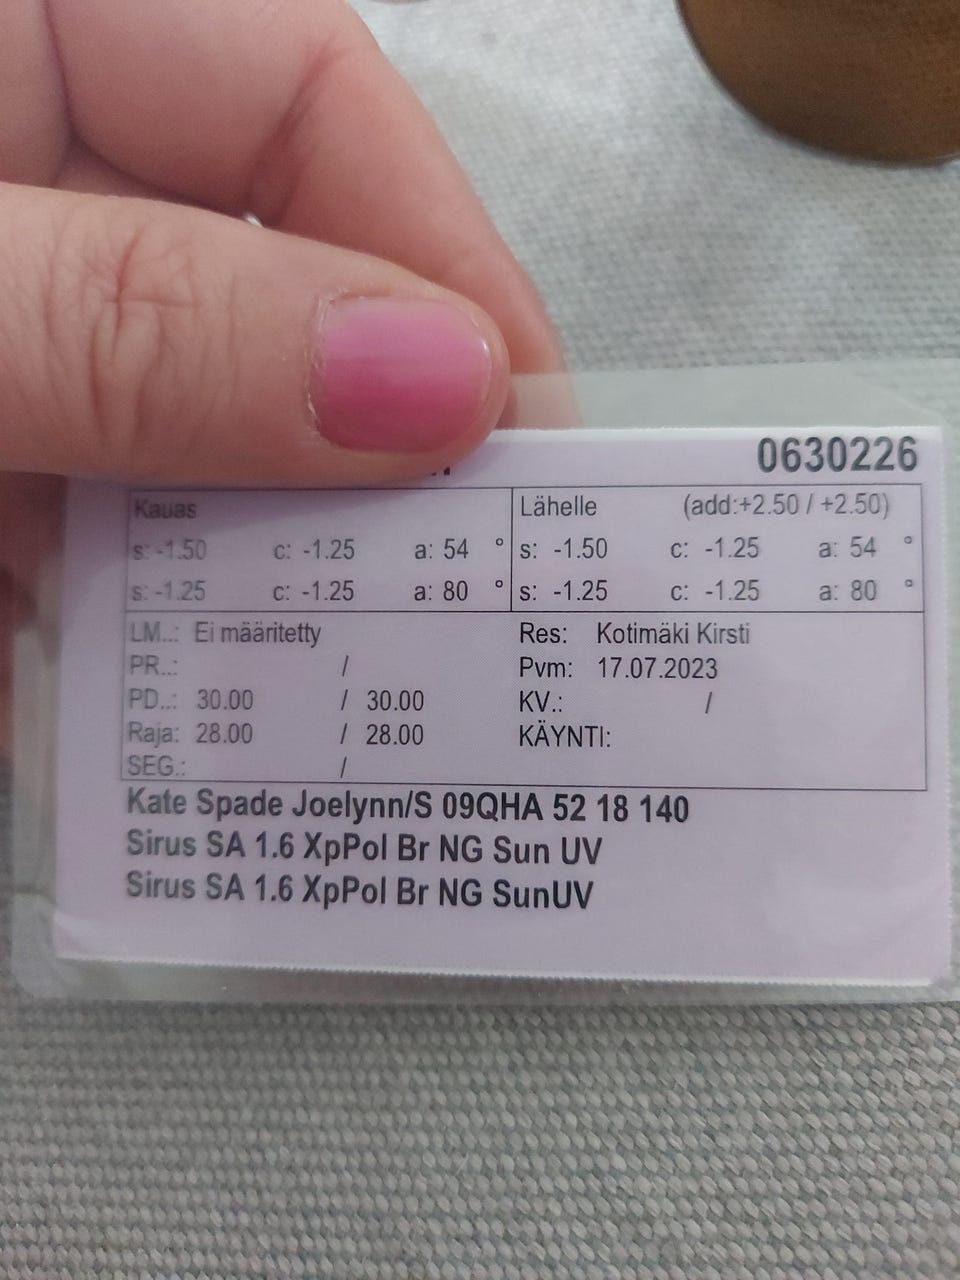 0630226
Kauas
s: -1.50 c: -1.25 a: 54 °
s: -1.25 c: -1.25 a: 80 °
Lähelle (add:+2.50 / +2.50)
s: -1.50 c: -1.25 a: 54 °
s: -1.25 c: -1.25 a: 80 °
LM..: Ei määritetty
PR..: /
PD..: 30.00 / 30.00
Raja: 28.00 / 28.00
SEG.: /
Res: Kotimäki Kirsti
Pvm: 17.07.2023
KV.: /
KÄYNTI:
Kate Spade Joelynn/S 09QHA 52 18 140
Sirus SA 1.6 XpPol Br NG Sun UV
Sirus SA 1.6 XpPol Br NG SunUV